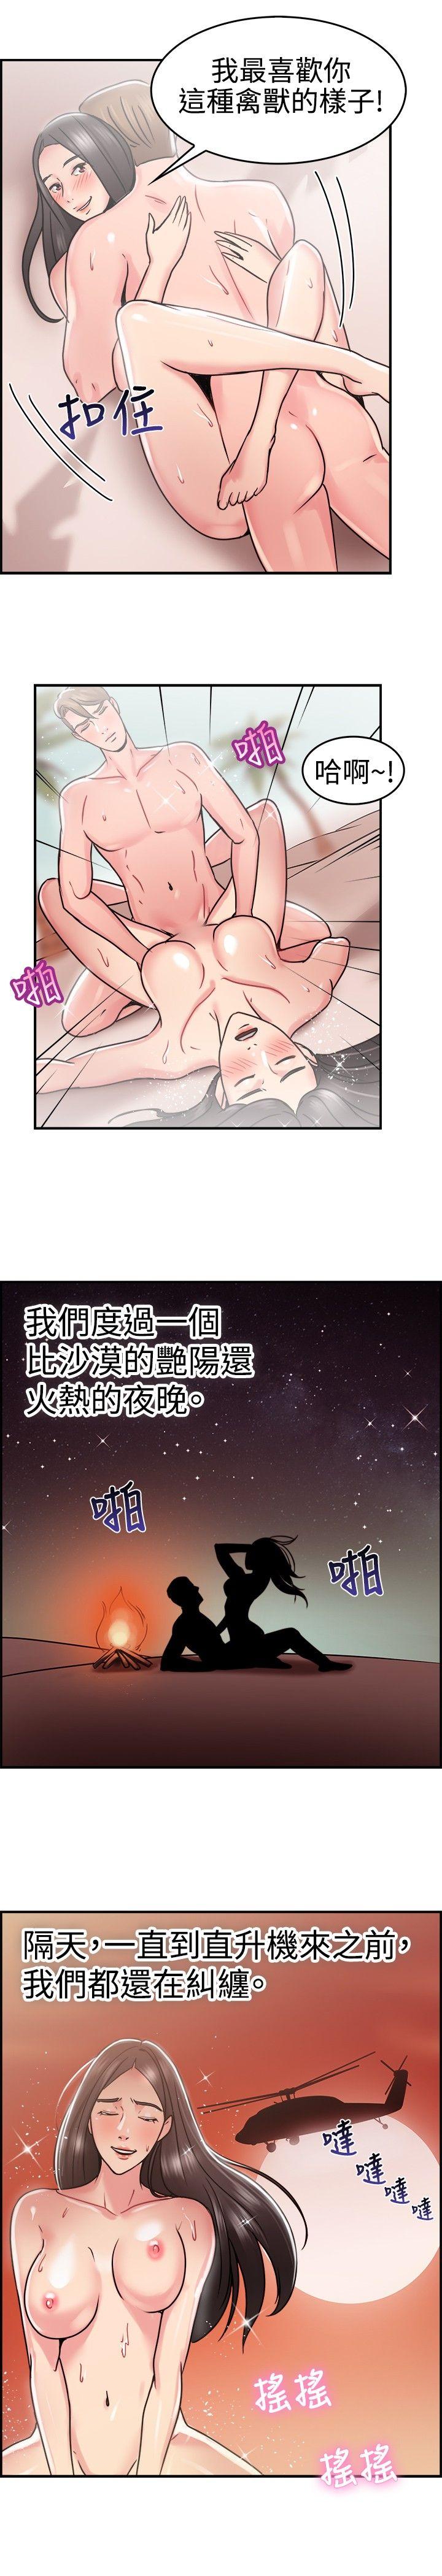 我最喜歡你
這種禽獸的樣子!
扣住
啪
哈啊~!
啪
我們度過一個
比沙漠的豔陽還
火熱的夜晚。
啪
啪
隔天,一直到直升機來之前,
我們都還在糾纏。
噠
噠
噠
噠
搖搖
搖搖